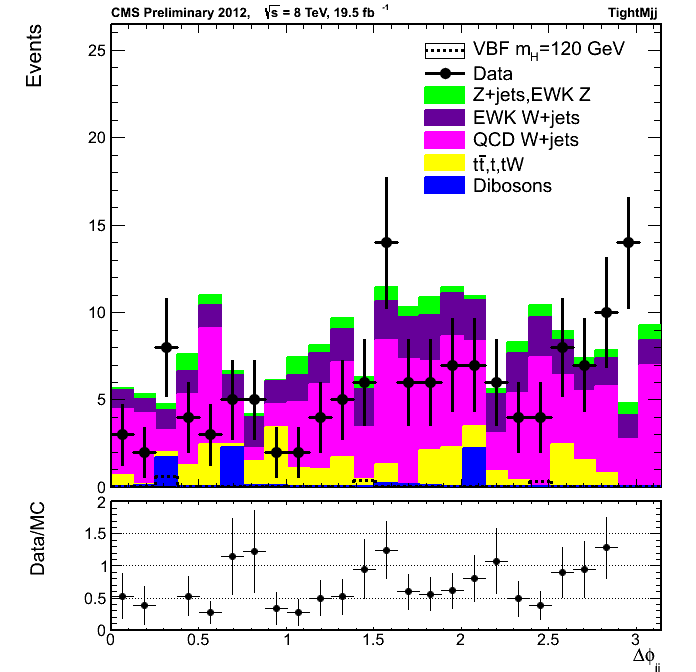 CMS Preliminary 2012, √s = 8 TeV, 19.5 fb⁻¹ TightMjj
Events
25
20
15
10
5
0
VBF m_H=120 GeV
Data
Z+jets,EWK Z
EWK W+jets
QCD W+jets
tt̄,t,tW
Dibosons
Data/MC
2
1.5
1
0.5
0
0 0.5 1 1.5 2 2.5 3
Δϕ_jj